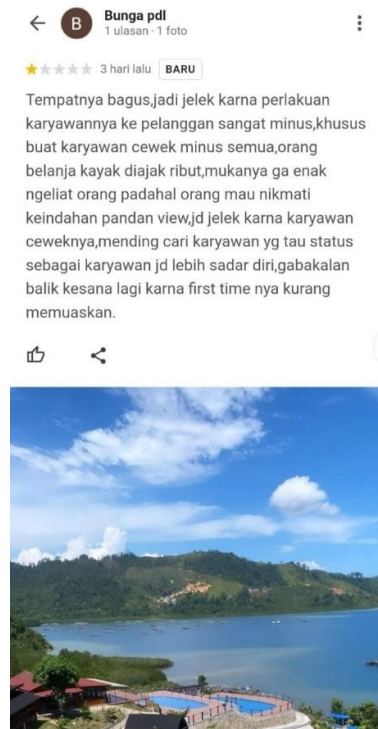 Bunga pdl
B
1 ulasan · 1 foto
3 hari lalu BARU
Tempatnya bagus,jadi jelek karna perlakuan
karyawannya ke pelanggan sangat minus,khusus
buat karyawan cewek minus semua,orang
belanja kayak diajak ribut,mukanya ga enak
ngeliat orang padahal orang mau nikmati
keindahan pandan view,jd jelek karna karyawan
ceweknya,mending cari karyawan yg tau status
sebagai karyawan jd lebih sadar diri,gabakalan
balik kesana lagi karna first time nya kurang
memuaskan.